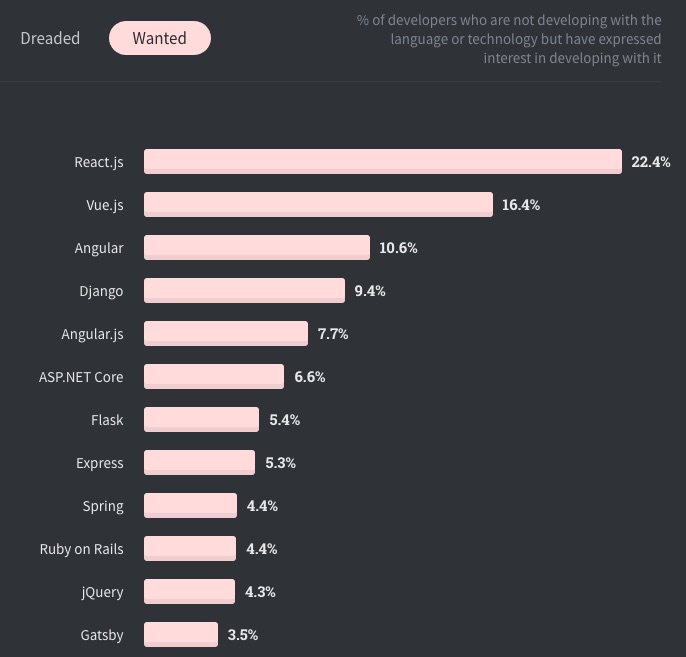 Dreaded
Wanted
% of developers who are not developing with the
language or technology but have expressed
interest in developing with it
React.js 22.4%
Vue.js 16.4%
Angular 10.6%
Django 9.4%
Angular.js 7.7%
ASP.NET Core 6.6%
Flask 5.4%
Express 5.3%
Spring 4.4%
Ruby on Rails 4.4%
jQuery 4.3%
Gatsby 3.5%